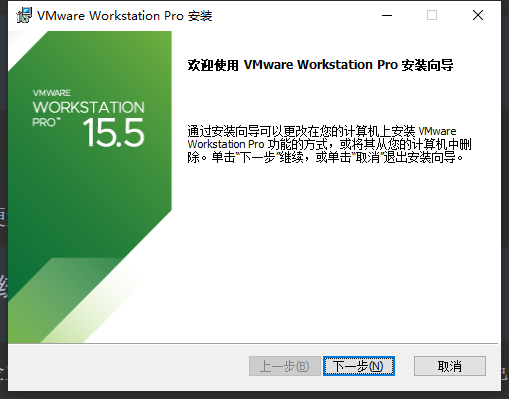 VMware Workstation Pro 安装
VMWARE
WORKSTATION
PRO™ 15.5
欢迎使用 VMware Workstation Pro 安装向导
通过安装向导可以更改在您的计算机上安装 VMware
Workstation Pro 功能的方式，或将其从您的计算机中删
除。单击“下一步”继续，或单击“取消”退出安装向导。
上一步(B)
下一步(N)
取消